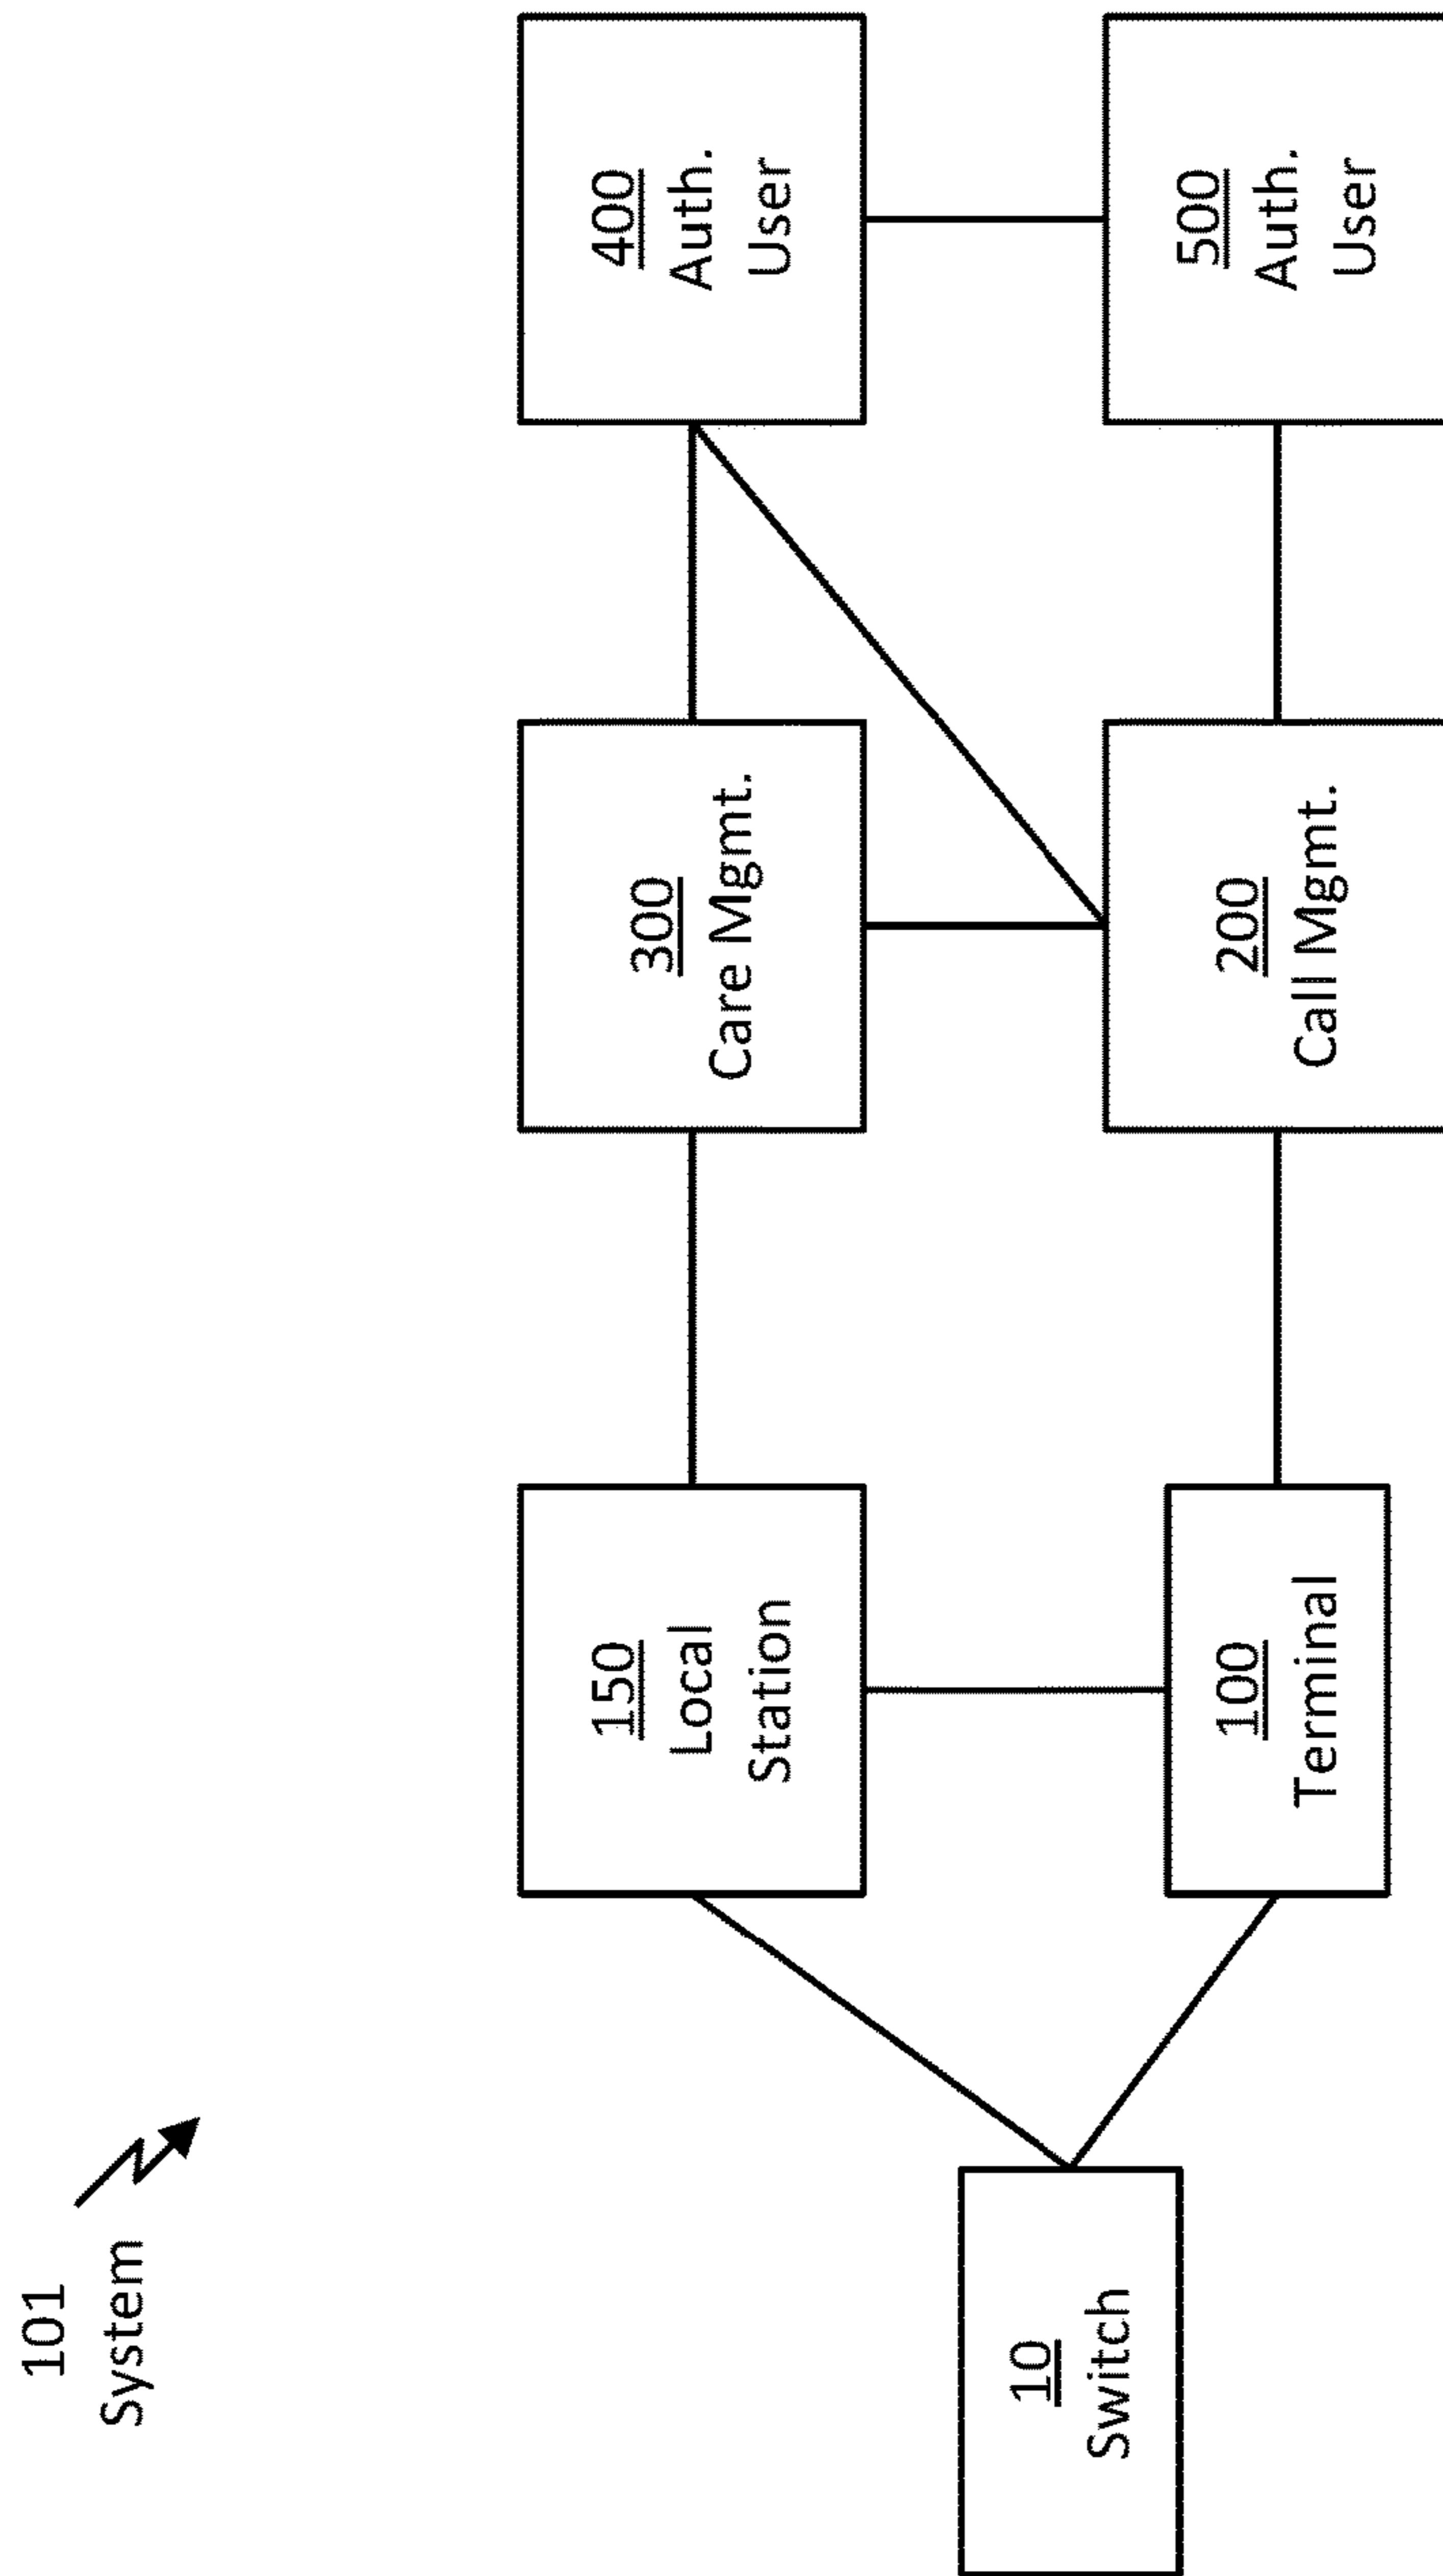 101
System
150
Local
Station
300
Care Mgmt.
400
Auth.
User
10
Switch
100
Terminal
200
Call Mgmt.
500
Auth.
User